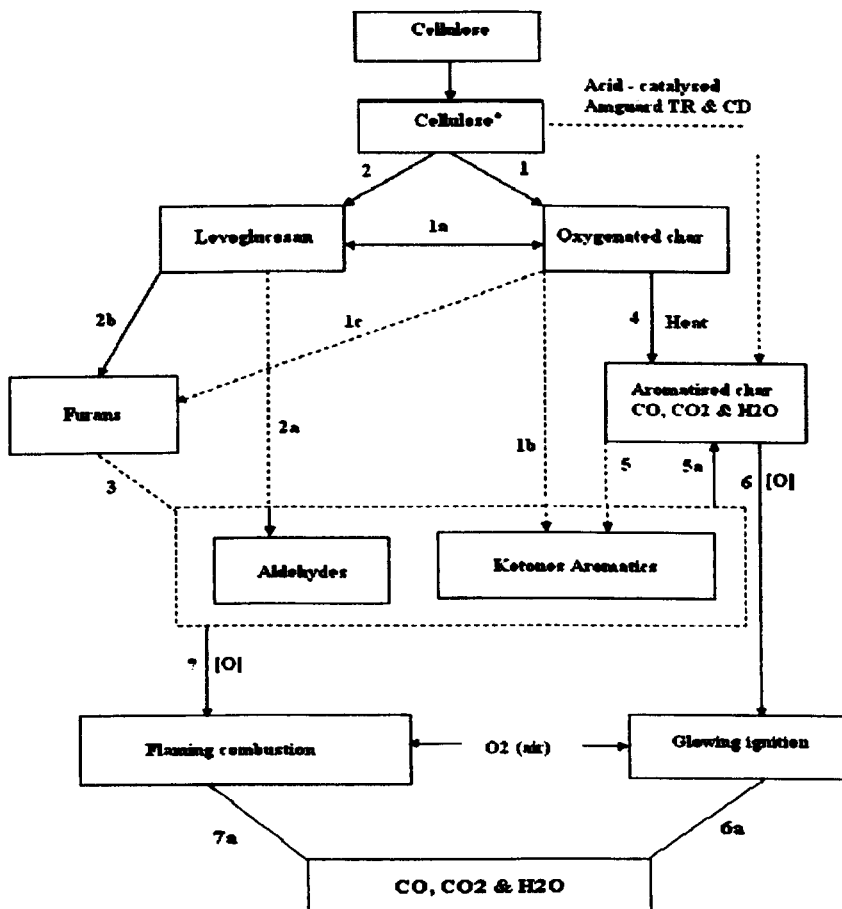 Cellulose
Acid - catalysed
Amguard TR & CD
Cellulose*
2
1
Levoglucosan
1a
Oxygenated char
2b
1c
4
Heat
Furans
Aromatised char
CO, CO2 & H2O
2a
1b
5
5a
6
[O]
3
Aldehydes
Ketones Aromatics
[O]
Flaming combustion
O2 (air)
Glowing ignition
7a
6a
CO, CO2 & H2O